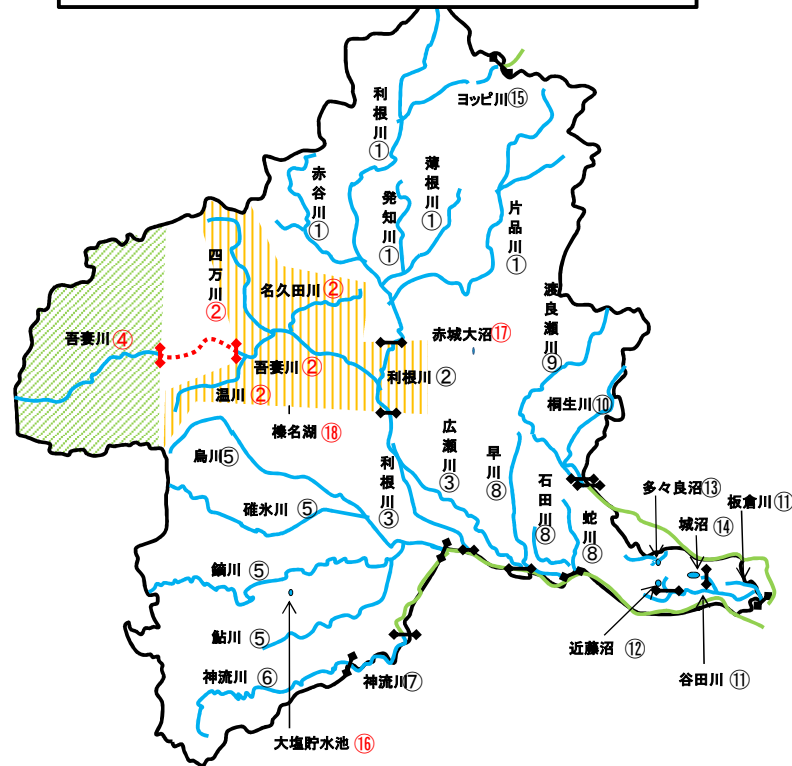 ヨッピ川⑮
利根川①
赤谷川①
発知川①
薄根川①
片品川①
四万川②
名久田川②
吾妻川④
吾妻川②
温川②
利根川②
赤城大沼⑰
渡良瀬川⑨
桐生川⑩
榛名湖⑱
烏川⑤
碓氷川⑤
利根川③
広瀬川③
早川⑧
石田川⑧
蛇川⑧
多々良沼⑬
城沼⑭
板倉川⑪
鏑川⑤
鮎川⑤
神流川⑥
神流川⑦
近藤沼⑫
谷田川⑪
大塩貯水池⑯